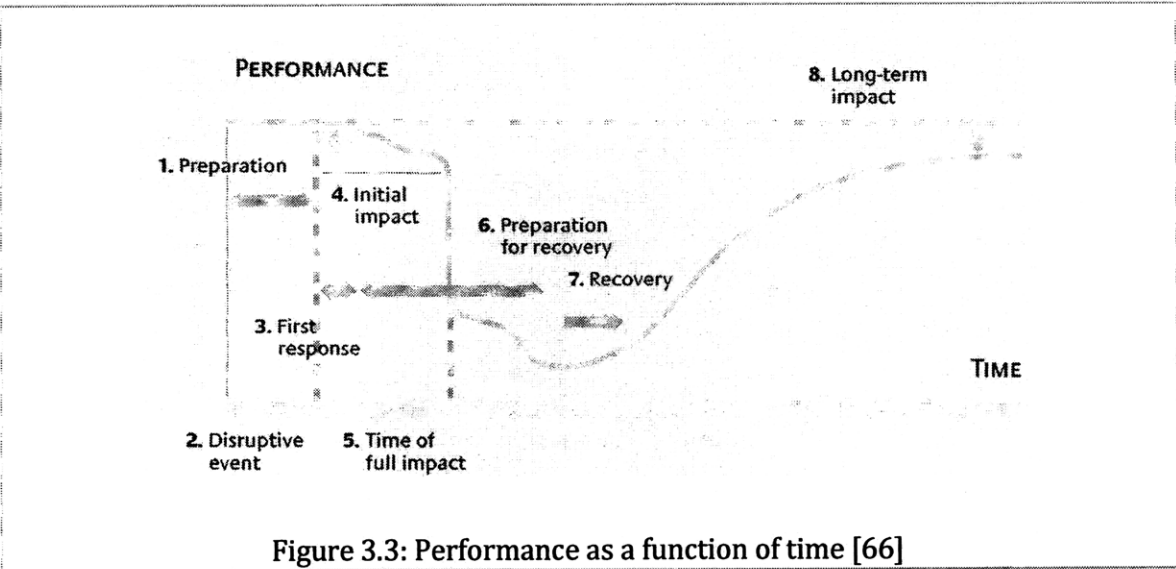 PERFORMANCE
8. Long-term
impact
1. Preparation
4. Initial
impact
6. Preparation
for recovery
7. Recovery
3. First
response
TIME
2. Disruptive
event
5. Time of
full impact
Figure 3.3: Performance as a function of time [66]